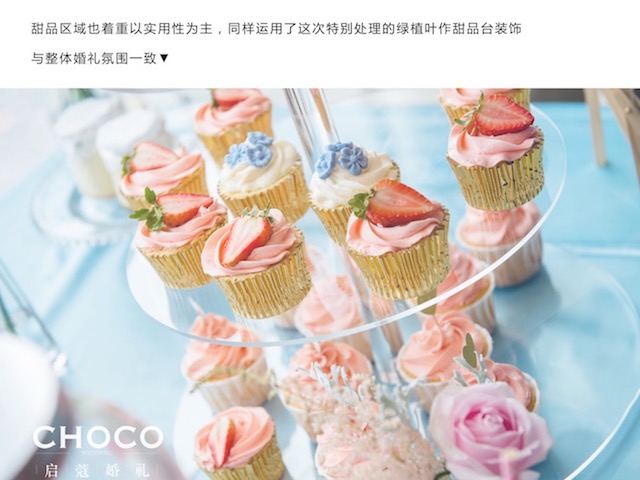 甜品区域也着重以实用性为主，同样运用了这次特别处理的绿植叶作甜品台装饰
与整体婚礼氛围一致▼
CHOCO
启蔻婚礼